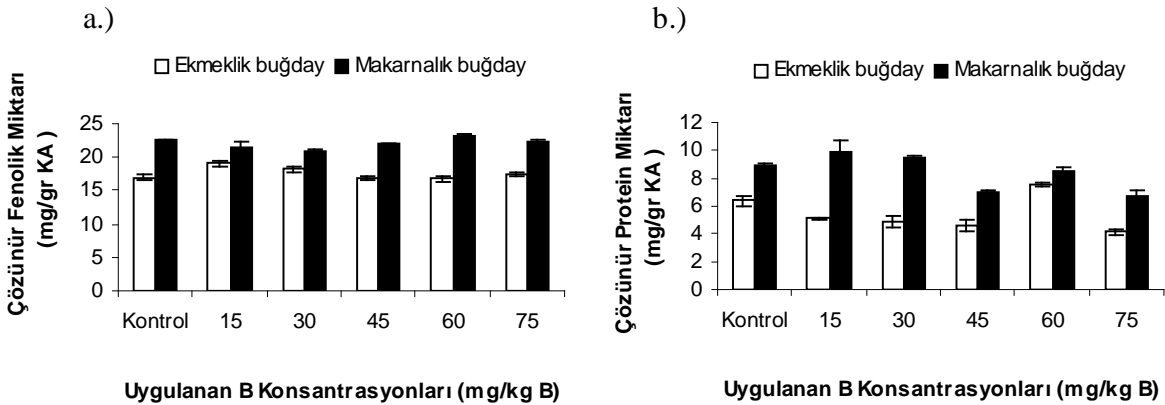 a.)
Ekmeklik buğday Makarnalık buğday
Çözünür Fenolik Miktarı
(mg/gr KA )
25
20
15
10
5
0
Kontrol 15 30 45 60 75
Uygulanan B Konsantrasyonları (mg/kg B)
b.)
Ekmeklik buğday Makarnalık buğday
Çözünür Protein Miktarı
(mg/gr KA )
12
10
8
6
4
2
0
Kontrol 15 30 45 60 75
Uygulanan B Konsantrasyonları (mg/kg B)